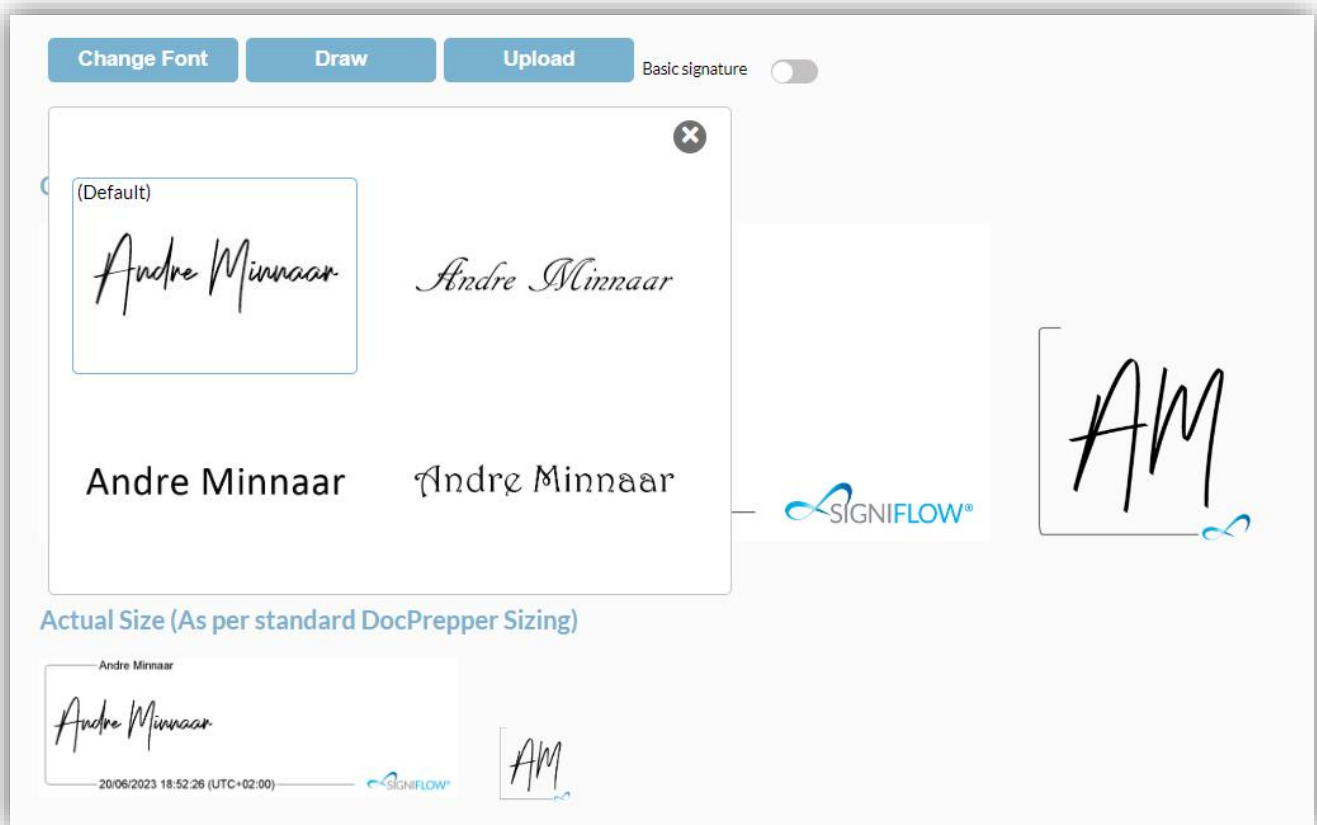 Change Font Draw Upload Basic signature
(Default)
Andre Minnaar Andre Minnaar
AM
Andre Minnaar Andre Minnaar
SIGNIFLOW®
Actual Size (As per standard DocPrepper Sizing)
Andre Minnaar
Andre Minnaar
AM
20/06/2023 18:52:26 (UTC+02:00) SIGNIFLOW®